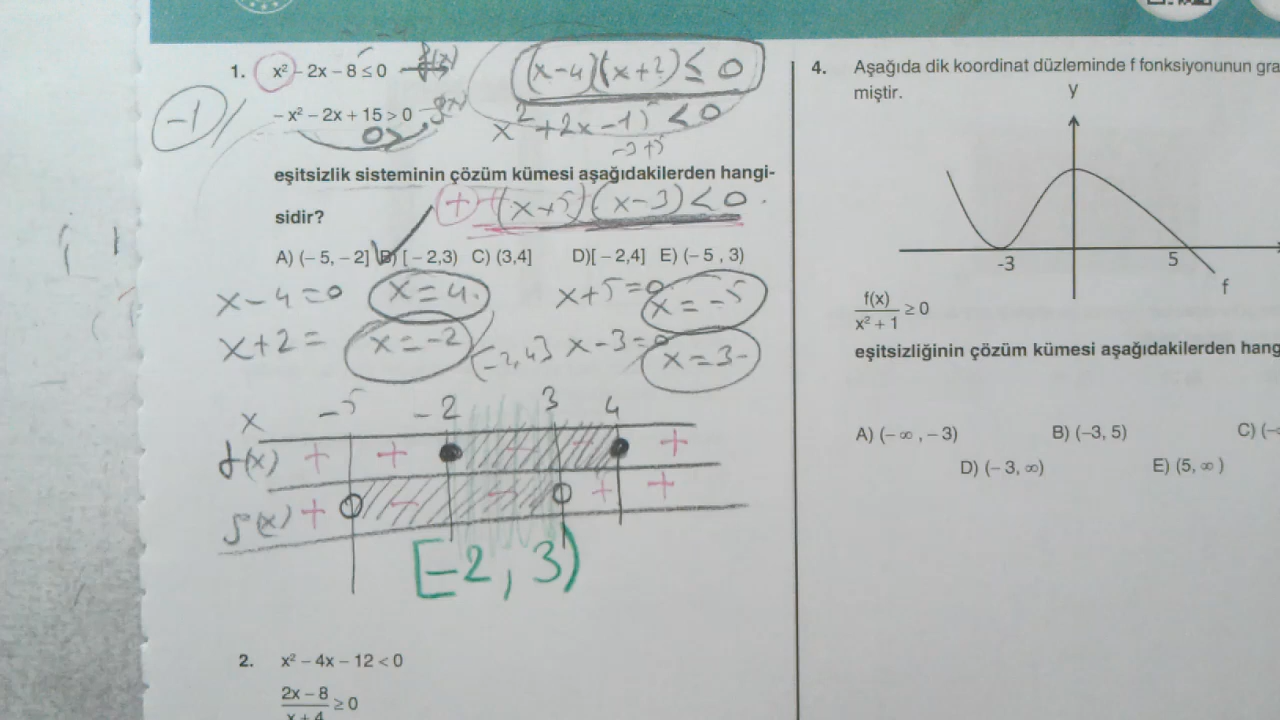 1. x² – 2x – 8 ≤ 0 f(x)
(x-4)(x+2) ≤ 0
-1 /
– x² – 2x + 15 > 0 g(x)
x² + 2x - 15 < 0
-3 +5
eşitsizlik sisteminin çözüm kümesi aşağıdakilerden hangi-
sidir?
+ (x+5)(x-3) < 0
A) (– 5, – 2] B) [ – 2,3) C) (3,4] D)[ – 2,4] E) (– 5 , 3)
x-4=0 x=4 x+5=0 x=-5
x+2= x=-2 [-2,4] x-3=0 x=3
x -5 -2 3 4
f(x) + + - - +
g(x) + - - + +
[-2, 3)
2. x² – 4x – 12 < 0
2x – 8
x + 4
≥ 0
4. Aşağıda dik koordinat düzleminde f fonksiyonunun gra
miştir.
y
-3 5
f
f(x)
x² + 1
≥ 0
eşitsizliğinin çözüm kümesi aşağıdakilerden hang
A) (– ∞ , – 3) B) (–3, 5) C) (–
D) (– 3, ∞) E) (5, ∞ )